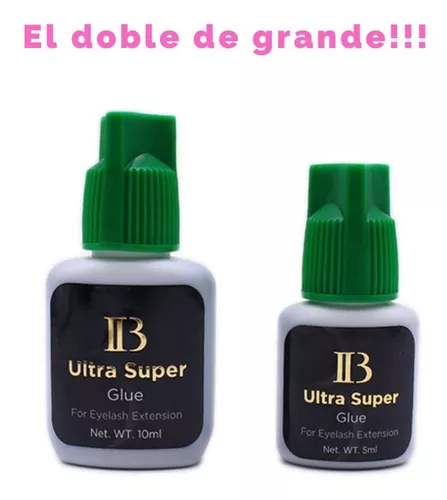 El doble de grande!!!
IB
Ultra Super
Glue
For Eyelash Extension
Net. WT. 10ml
IB
Ultra Super
Glue
For Eyelash Extension
Net. WT. 5ml